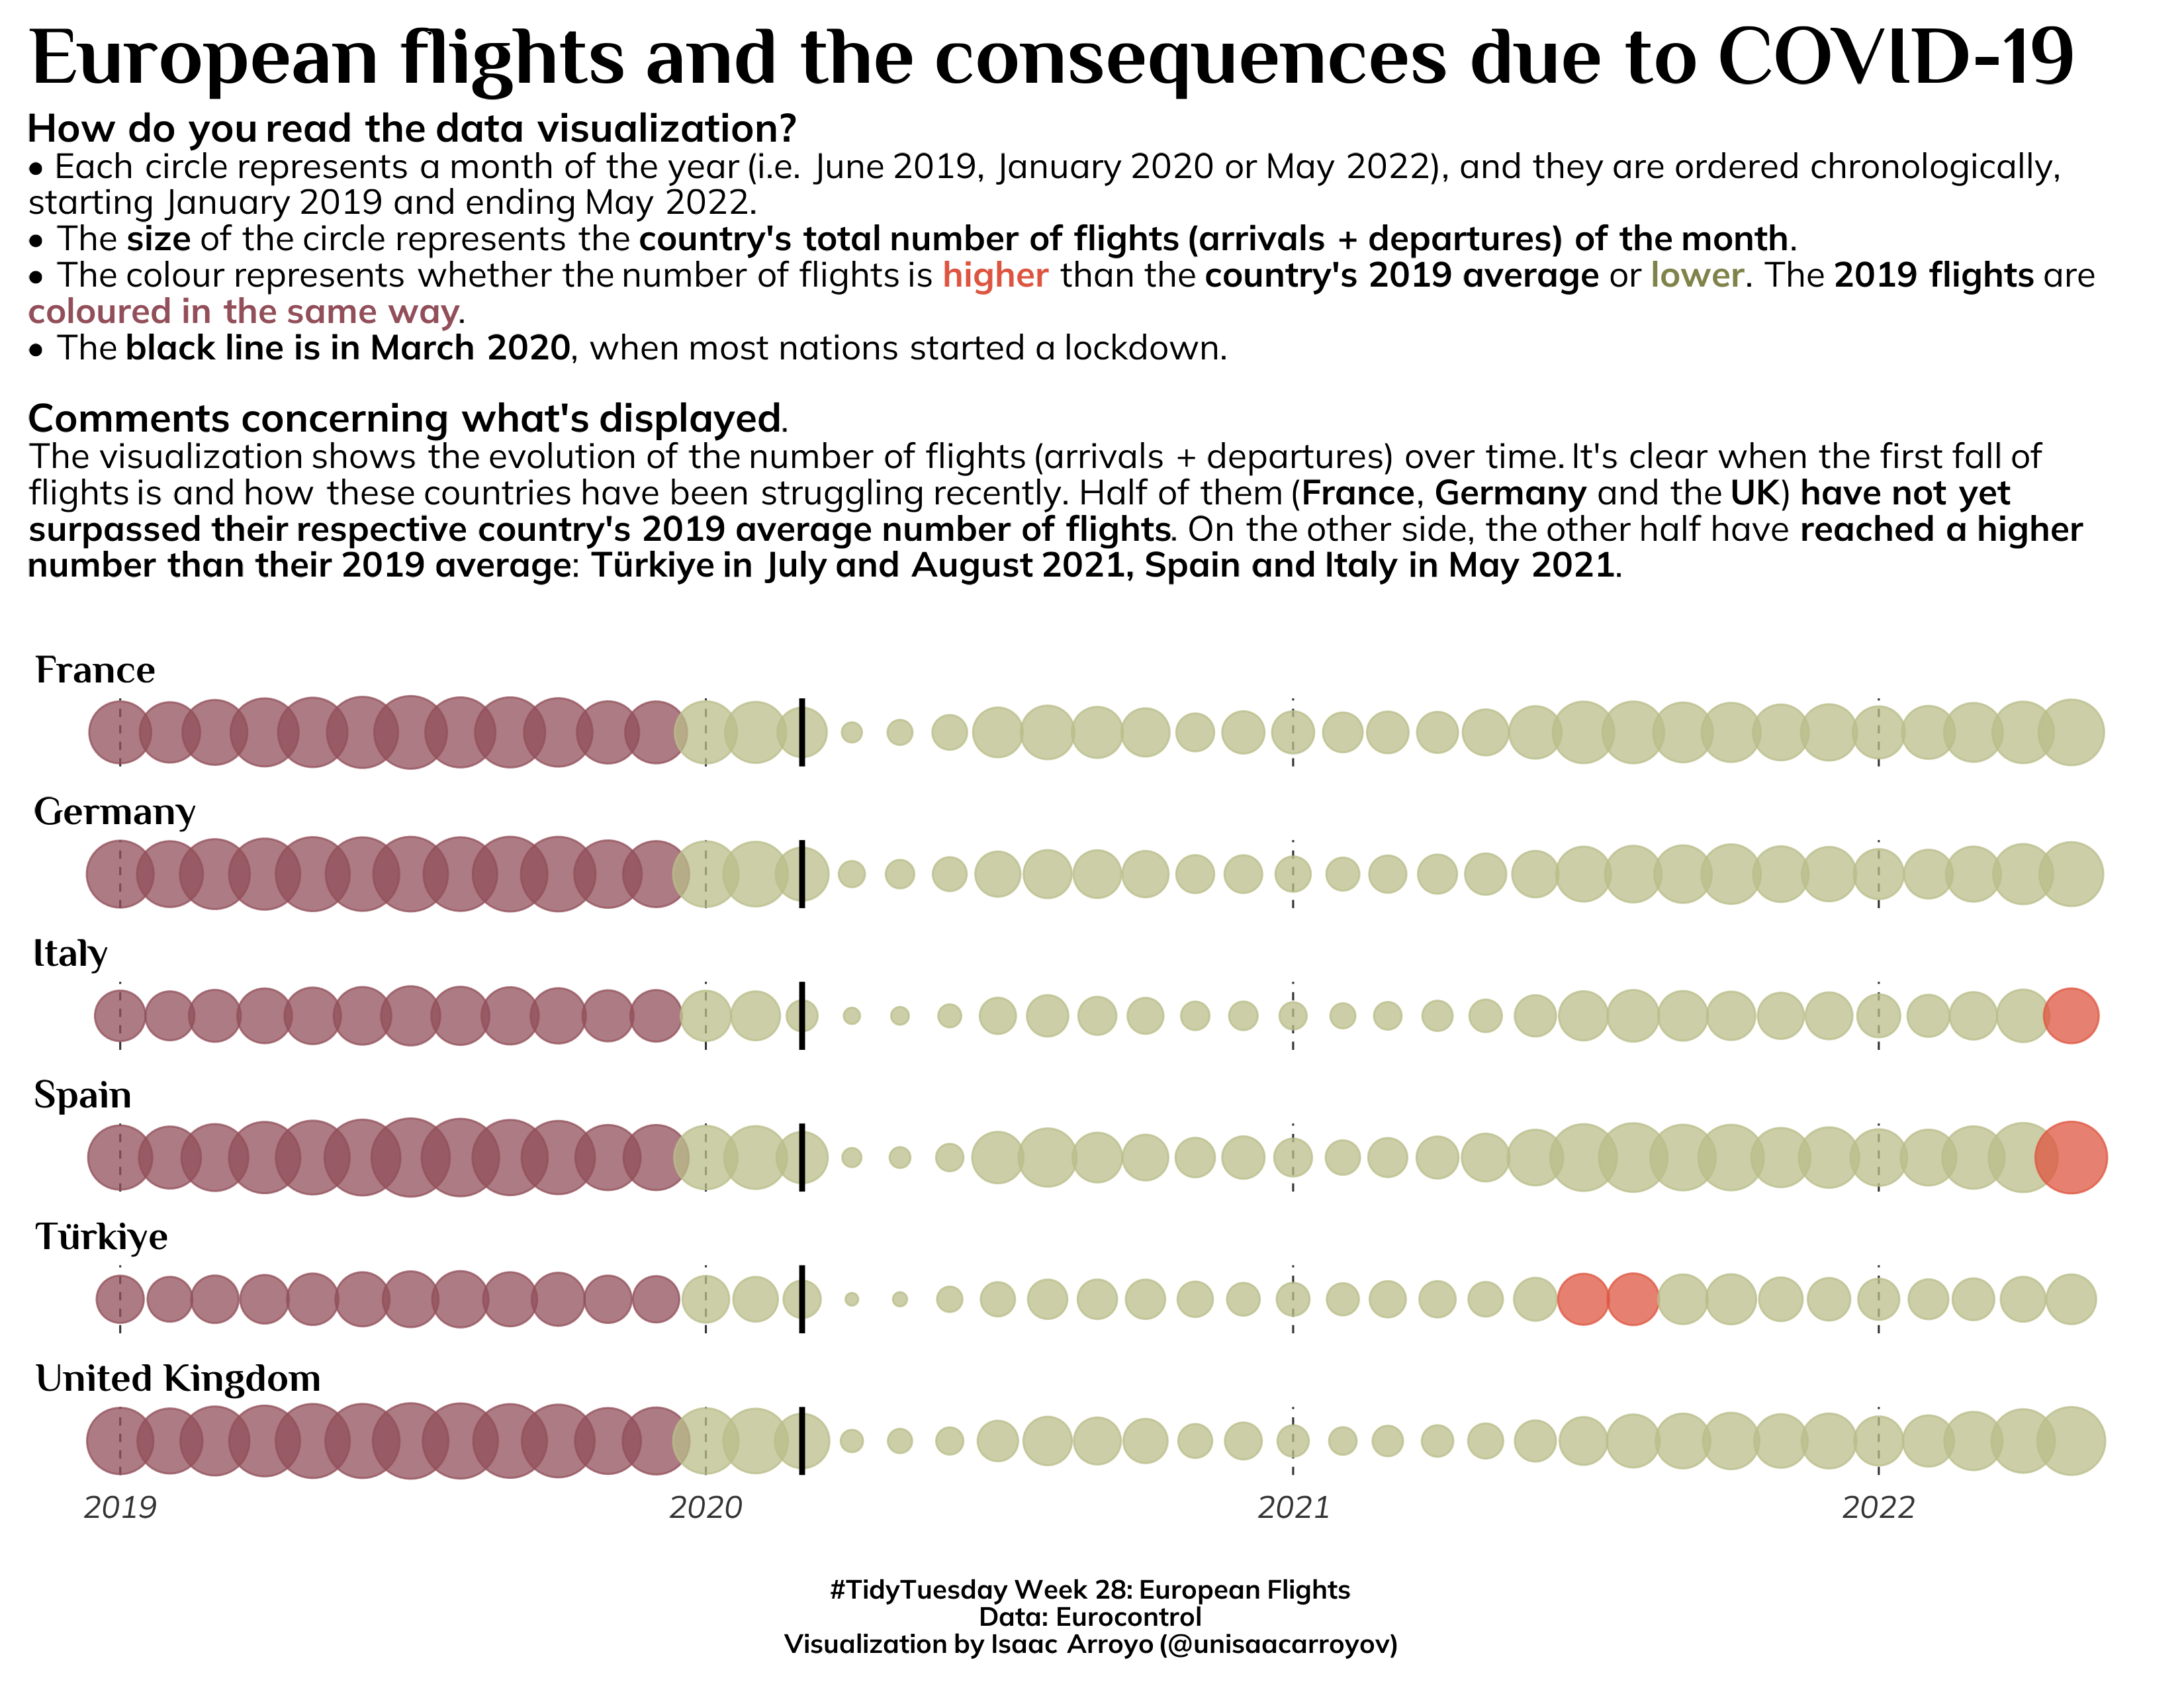 European flights and the consequences due to COVID-19
How do you read the data visualization?
• Each circle represents a month of the year (i.e. June 2019, January 2020 or May 2022), and they are ordered chronologically,
starting January 2019 and ending May 2022.
• The size of the circle represents the country's total number of flights (arrivals + departures) of the month.
• The colour represents whether the number of flights is higher than the country's 2019 average or lower. The 2019 flights are
coloured in the same way.
• The black line is in March 2020, when most nations started a lockdown.
Comments concerning what's displayed.
The visualization shows the evolution of the number of flights (arrivals + departures) over time. It's clear when the first fall of
flights is and how these countries have been struggling recently. Half of them (France, Germany and the UK) have not yet
surpassed their respective country's 2019 average number of flights. On the other side, the other half have reached a higher
number than their 2019 average: Türkiye in July and August 2021, Spain and Italy in May 2021.
France
Germany
Italy
Spain
Türkiye
United Kingdom
2019 2020 2021 2022
#TidyTuesday Week 28: European Flights
Data: Eurocontrol
Visualization by Isaac Arroyo (@unisaacarroyov)